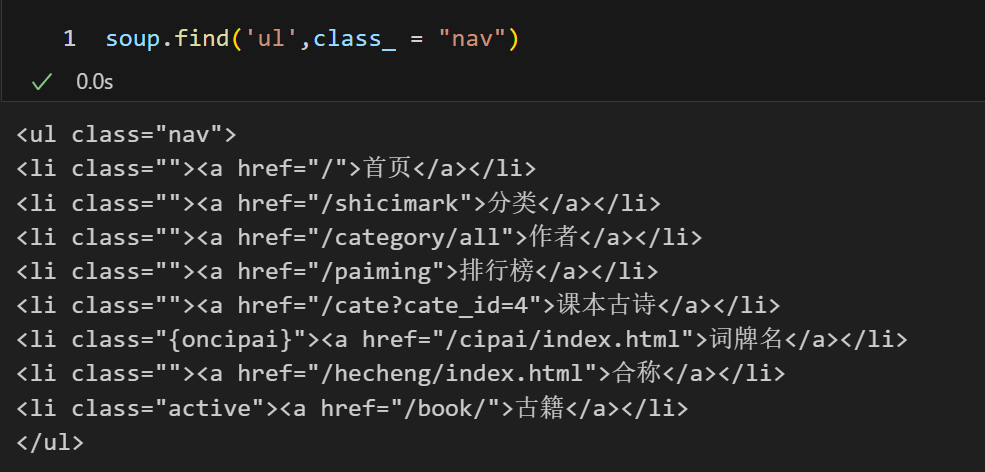 1 soup.find('ul',class_ = "nav")
✓ 0.0s
<ul class="nav">
<li class=""><a href="/">首页</a></li>
<li class=""><a href="/shicimark">分类</a></li>
<li class=""><a href="/category/all">作者</a></li>
<li class=""><a href="/paiming">排行榜</a></li>
<li class=""><a href="/cate?cate_id=4">课本古诗</a></li>
<li class="{oncipai}"><a href="/cipai/index.html">词牌名</a></li>
<li class=""><a href="/hecheng/index.html">合称</a></li>
<li class="active"><a href="/book/">古籍</a></li>
</ul>